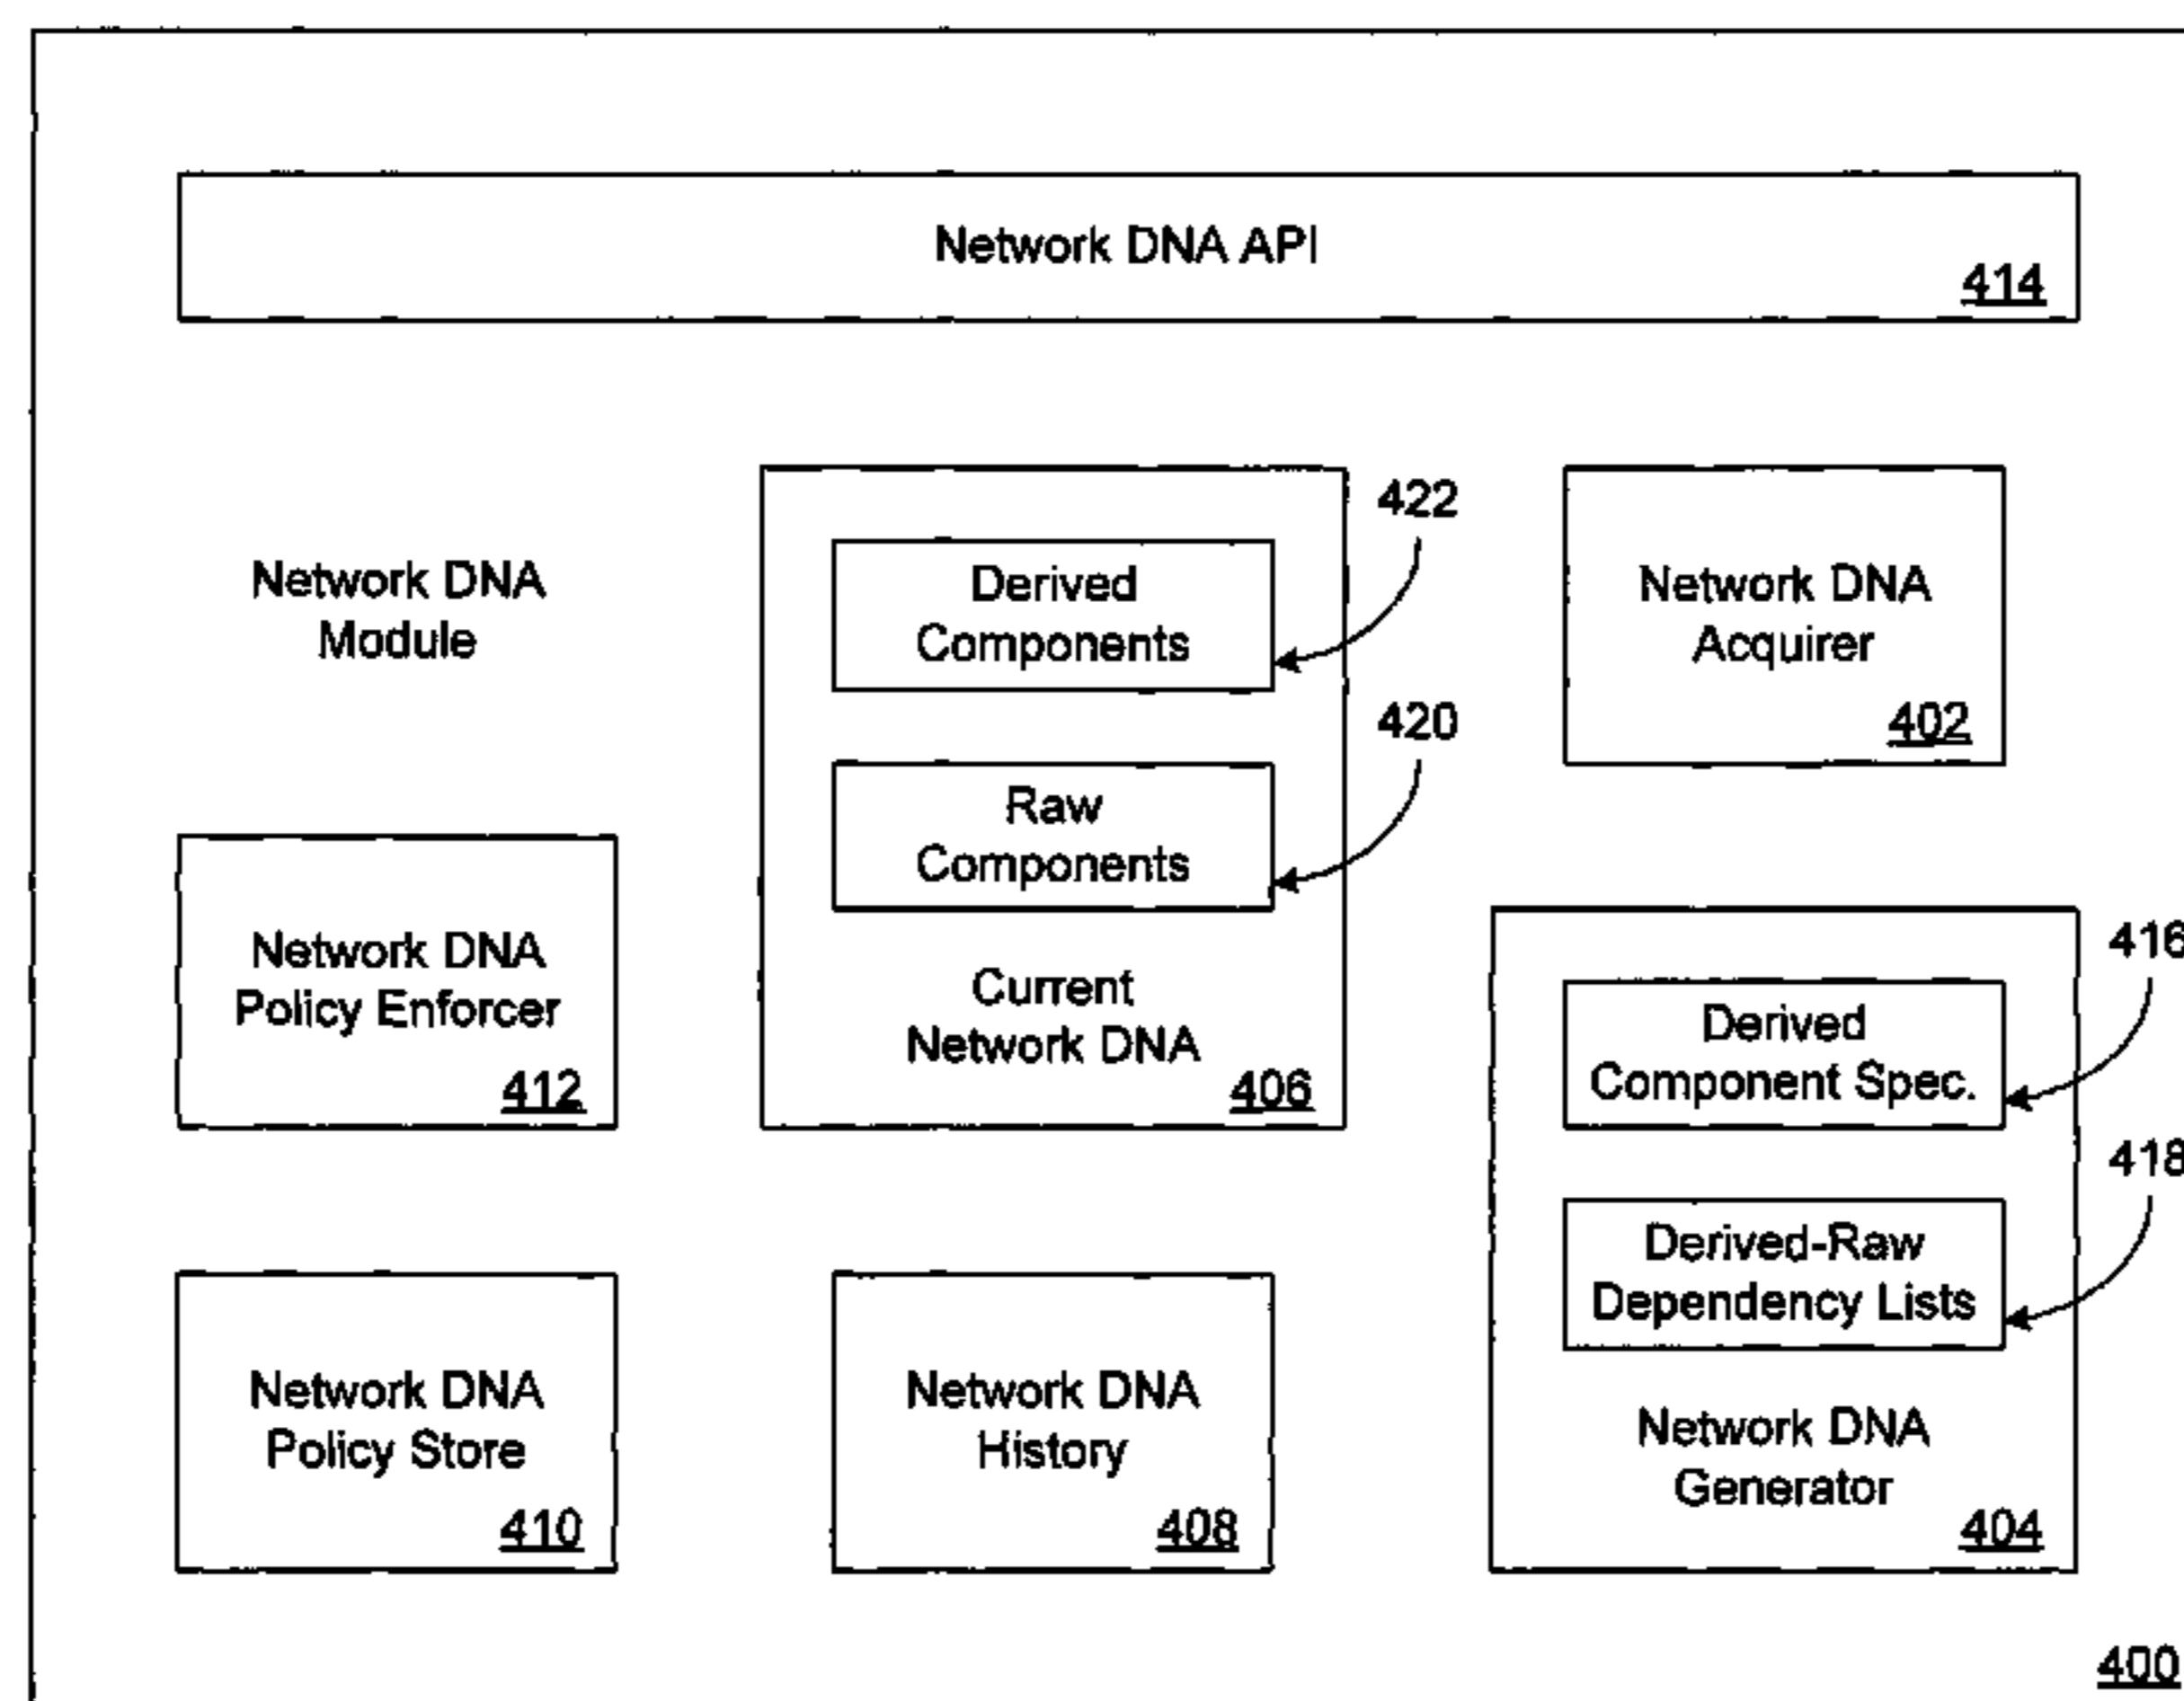 Network DNA API
414
Network DNA
Module
422
Derived
Components
420
Raw
Components
Current
Network DNA
406
Network DNA
Acquirer
402
Network DNA
Policy Enforcer
412
416
Derived
Component Spec.
418
Derived-Raw
Dependency Lists
Network DNA
Generator
404
Network DNA
Policy Store
410
Network DNA
History
408
400